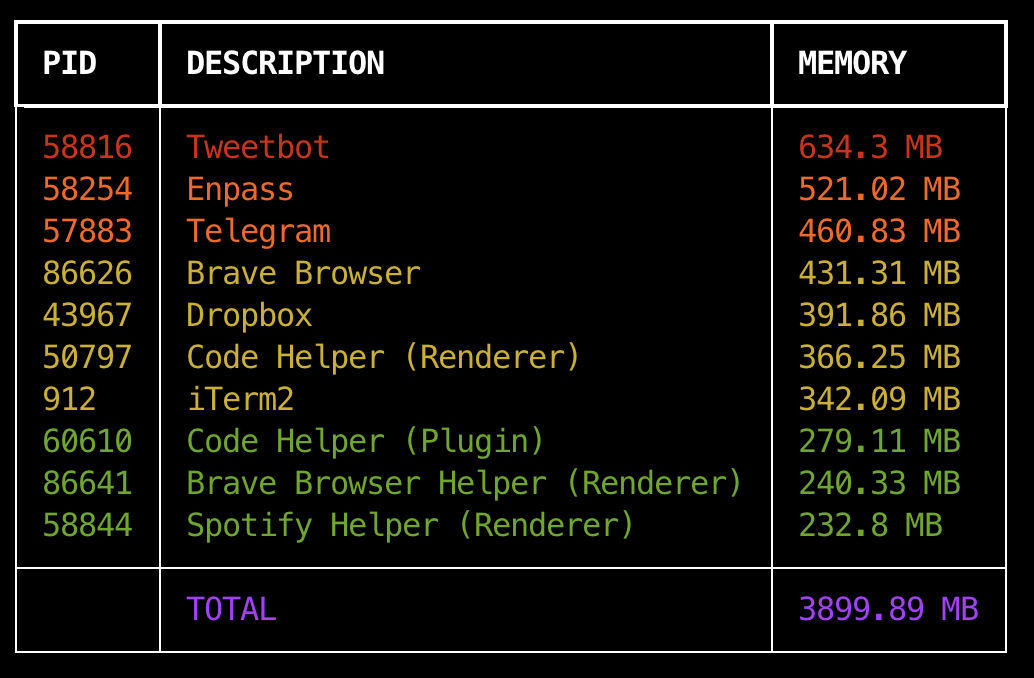 PID DESCRIPTION MEMORY
58816 Tweetbot 634.3 MB
58254 Enpass 521.02 MB
57883 Telegram 460.83 MB
86626 Brave Browser 431.31 MB
43967 Dropbox 391.86 MB
50797 Code Helper (Renderer) 366.25 MB
912 iTerm2 342.09 MB
60610 Code Helper (Plugin) 279.11 MB
86641 Brave Browser Helper (Renderer) 240.33 MB
58844 Spotify Helper (Renderer) 232.8 MB
TOTAL 3899.89 MB